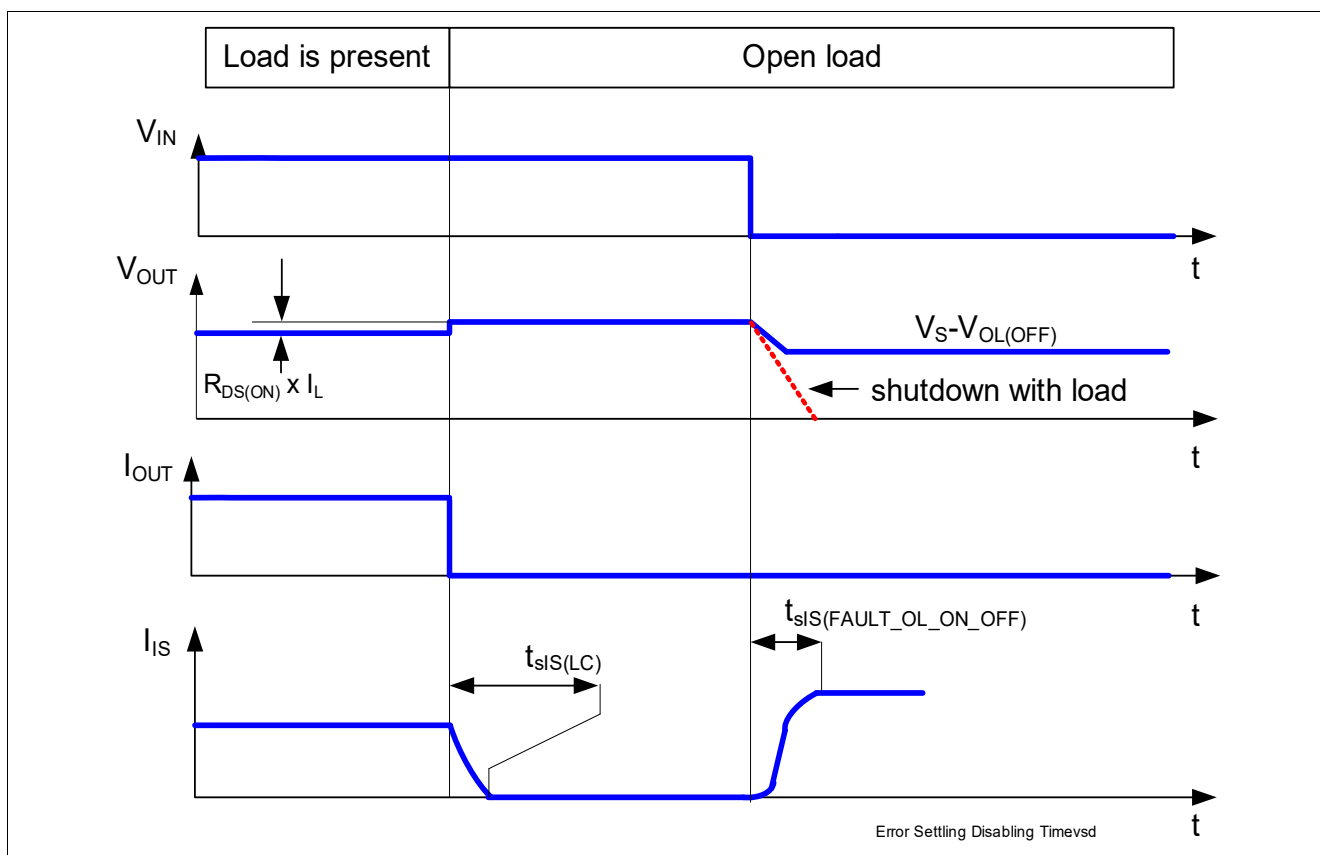 Load is present
Open load
VIN
t
VOUT
RDS(ON) x IL
VS-VOL(OFF)
shutdown with load
t
IOUT
t
IIS
tsIS(LC)
tsIS(FAULT_OL_ON_OFF)
t
Error Settling Disabling Timevsd